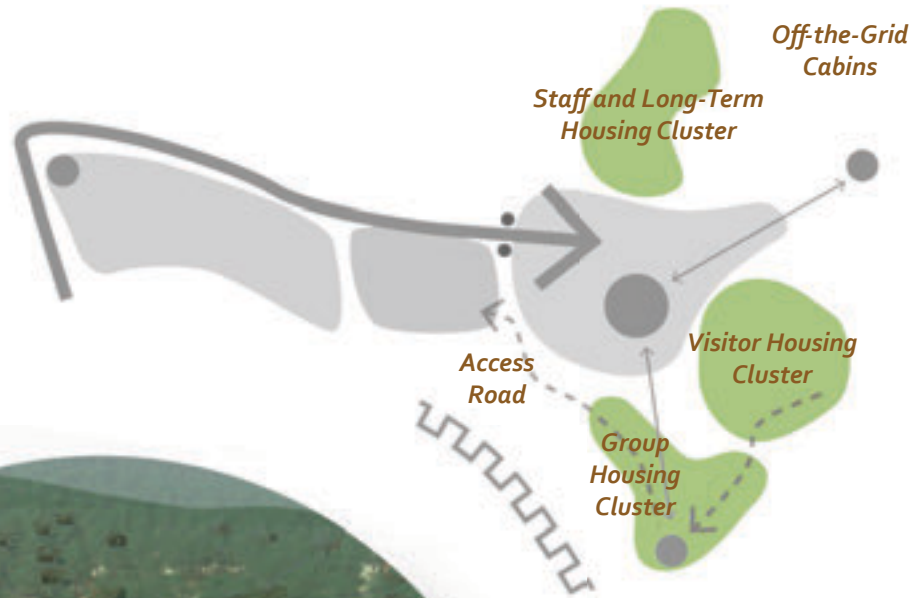 Off-the-Grid
Cabins
Staff and Long-Term
Housing Cluster
Visitor Housing
Cluster
Access
Road
Group
Housing
Cluster